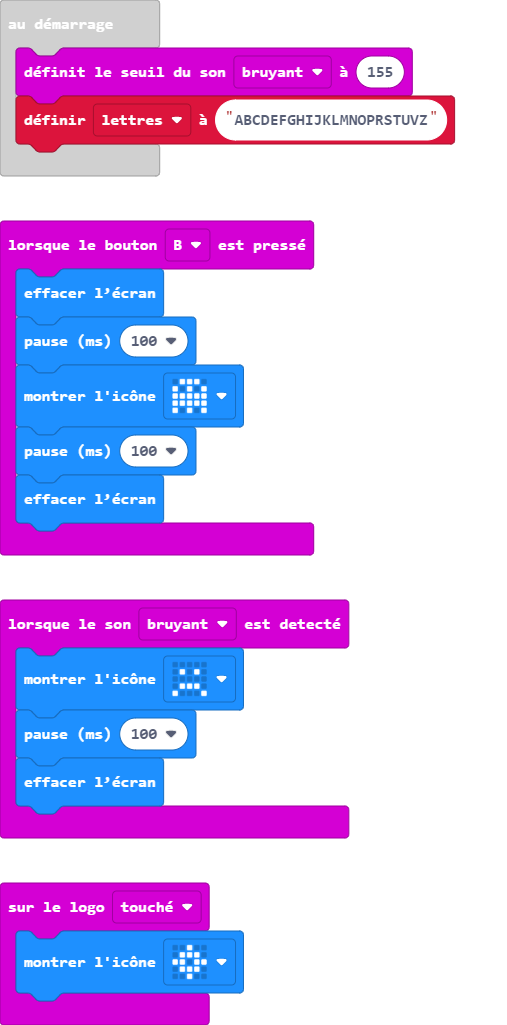 au démarrage
définit le seuil du son bruyant à 155
définir lettres à "ABCDEFGHIJKLMNOPRSTUVZ"
lorsque le bouton B est pressé
effacer l’écran
pause (ms) 100
montrer l'icône
pause (ms) 100
effacer l’écran
lorsque le son bruyant est detecté
montrer l'icône
pause (ms) 100
effacer l’écran
sur le logo touché
montrer l'icône